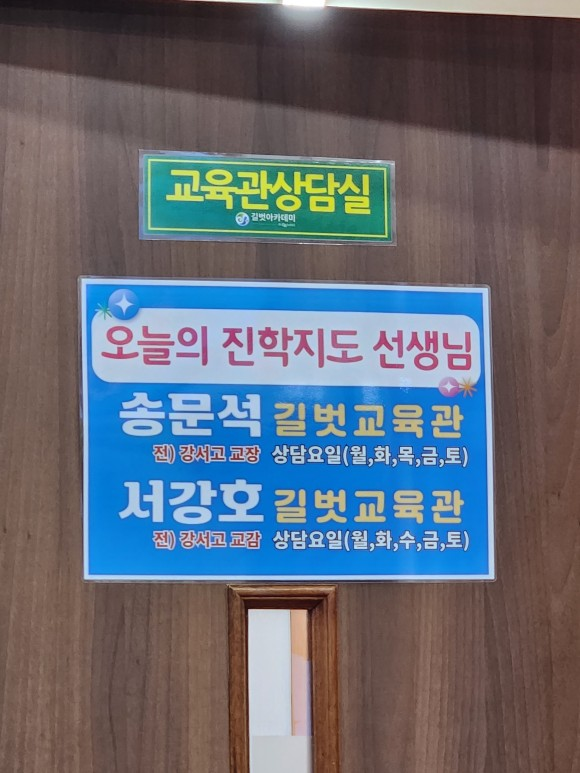 교육관상담실
길벗아카데미
오늘의 진학지도 선생님
송문석 길벗교육관
전) 강서고 교장 상담요일(월,화,목,금,토)
서강호 길벗교육관
전) 강서고 교감 상담요일(월,화,수,금,토)